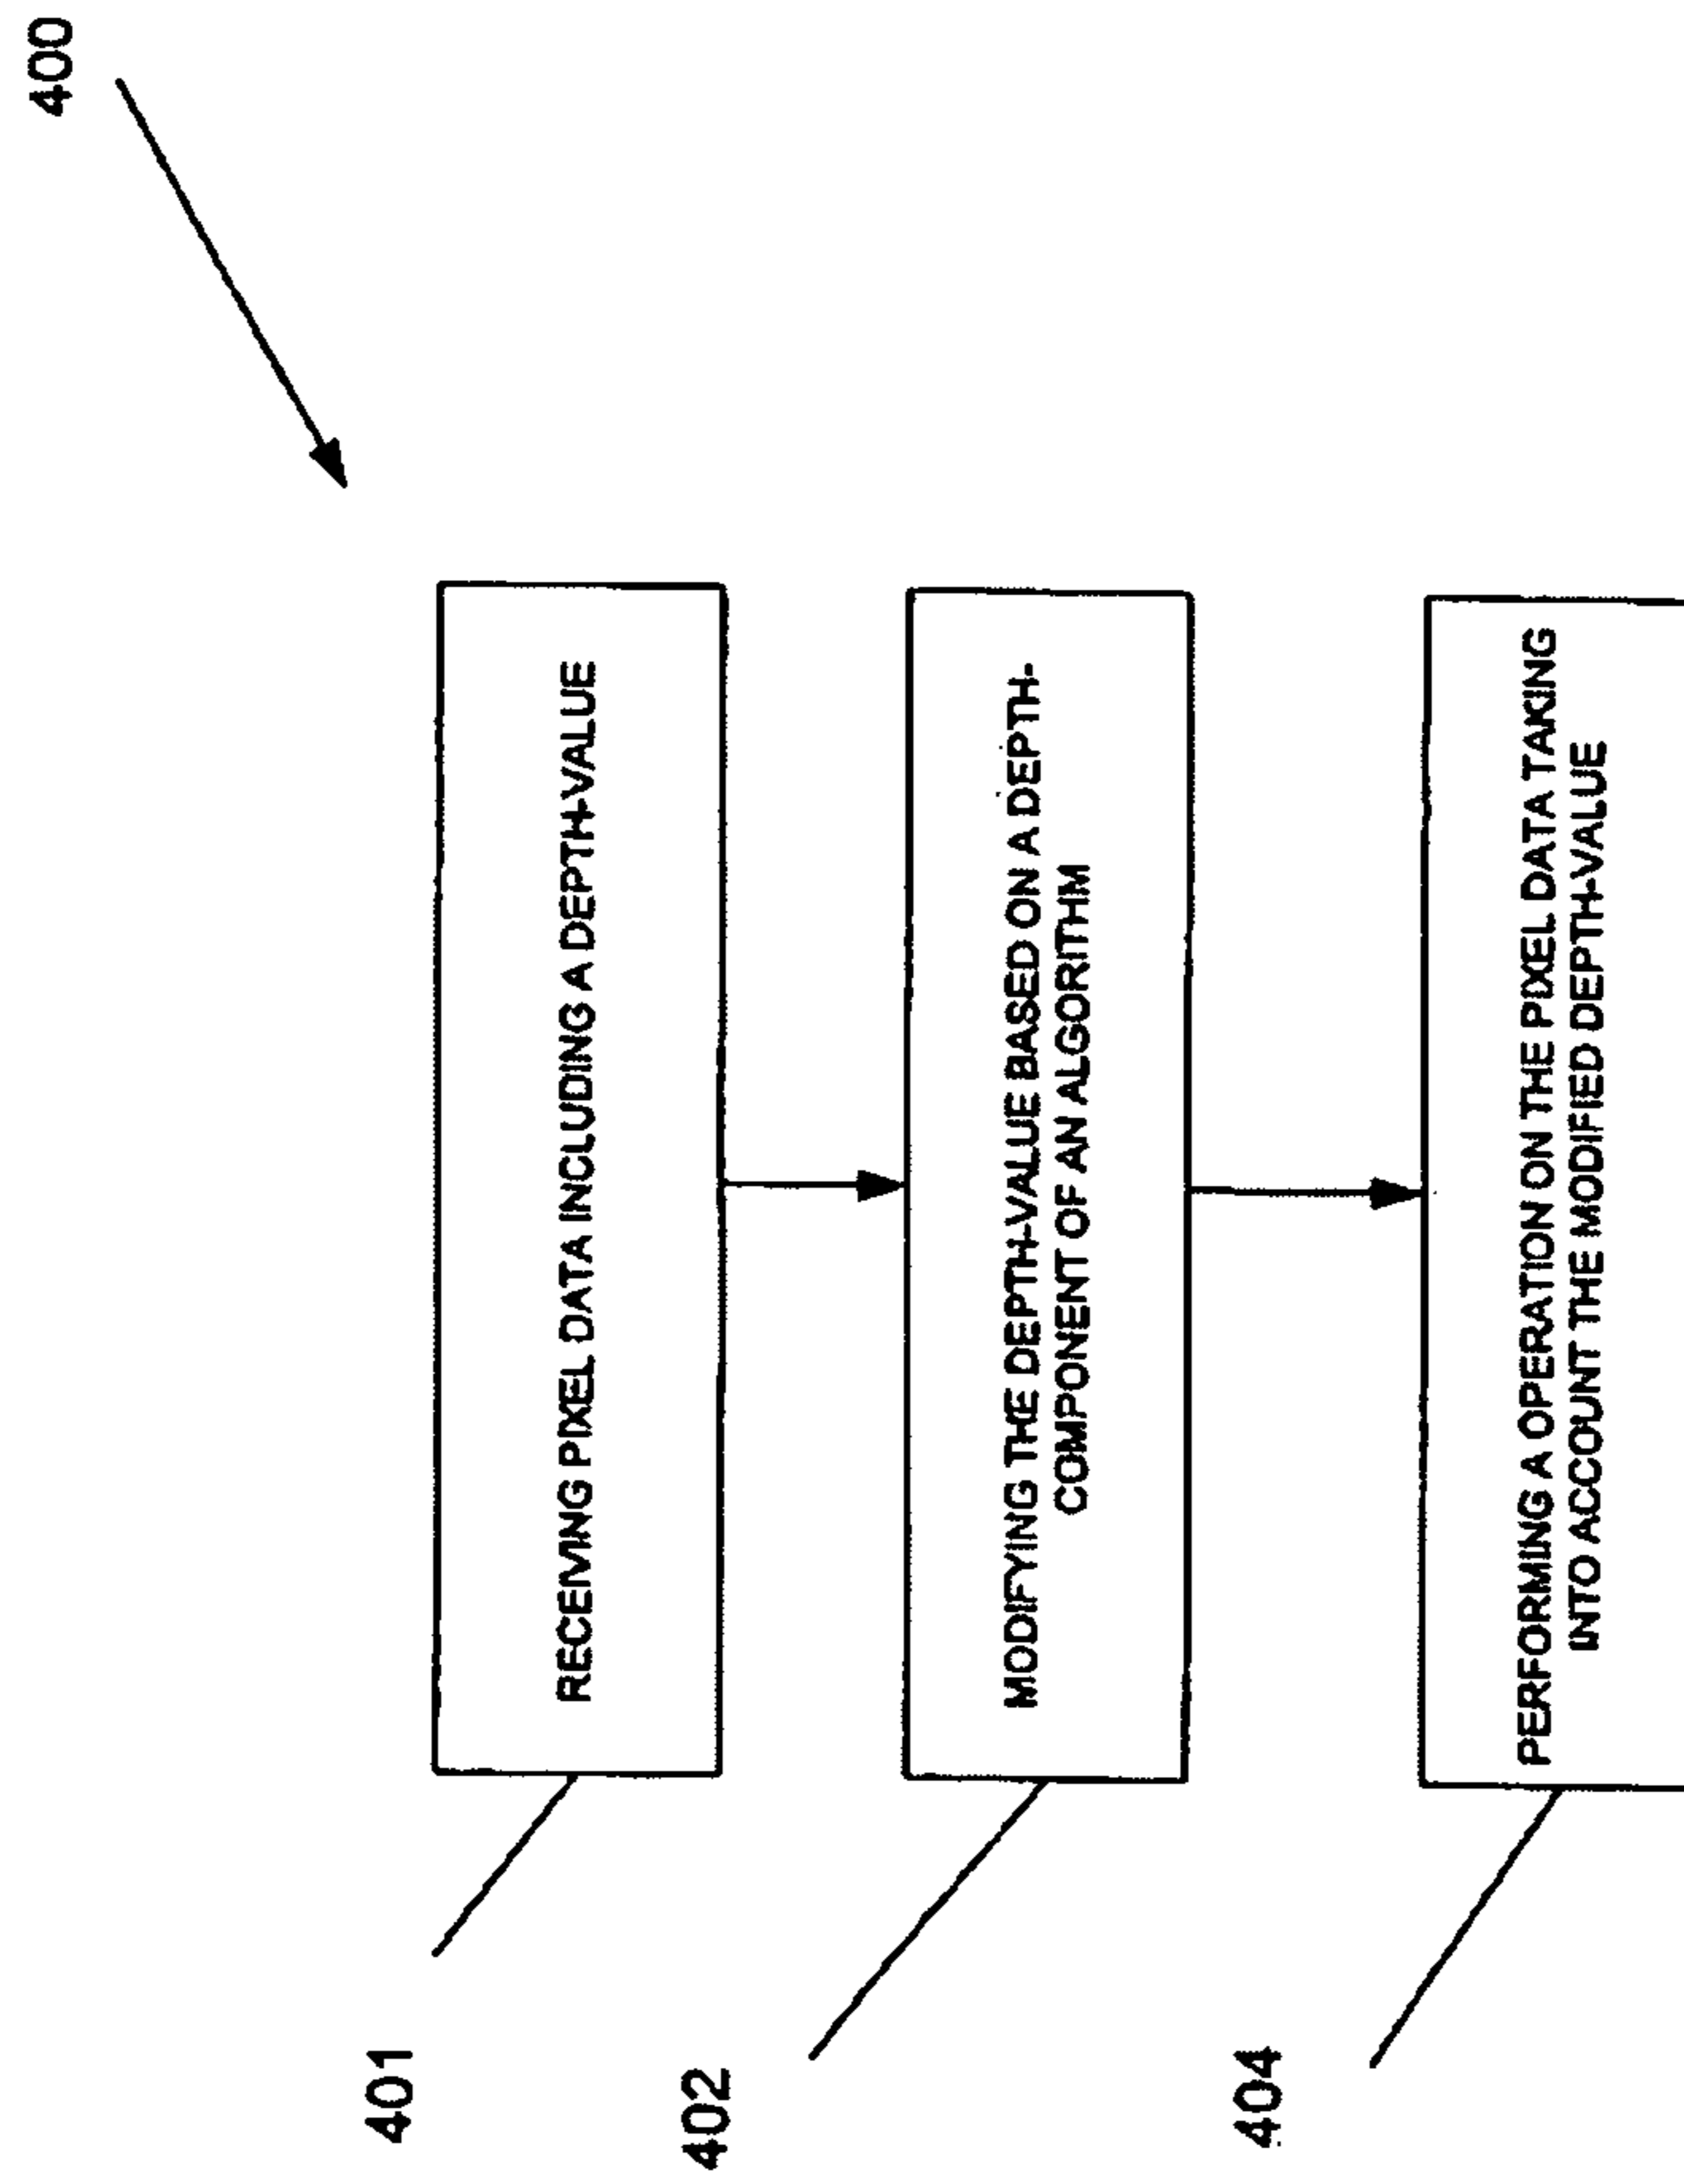 400
401
RECEIVING PIXEL DATA INCLUDING A DEPTH-VALUE
402
MODIFYING THE DEPTH-VALUE BASED ON A DEPTH-
COMPONENT OF AN ALGORITHM
404
PERFORMING A OPERATION ON THE PIXEL DATA TAKING
INTO ACCOUNT THE MODIFIED DEPTH-VALUE